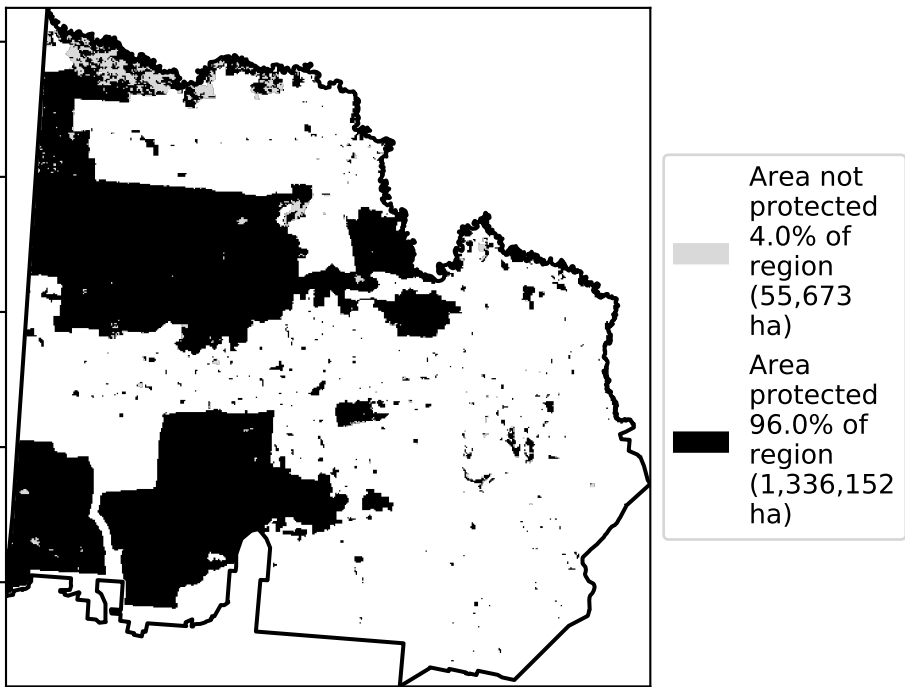 Area not
protected
4.0% of
region
(55,673
ha)
Area
protected
96.0% of
region
(1,336,152
ha)